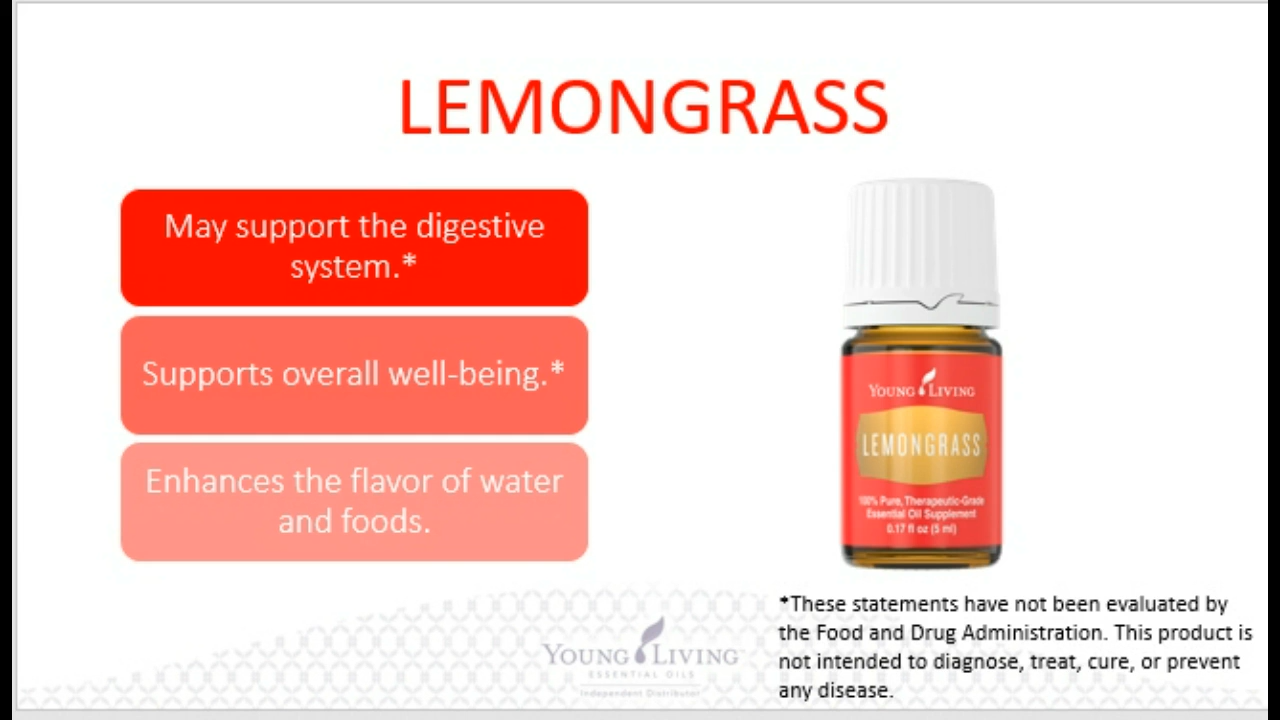 LEMONGRASS
May support the digestive
system.*
Supports overall well-being.*
Enhances the flavor of water
and foods.
YOUNG LIVING
LEMONGRASS
100% Pure, Therapeutic-Grade
Essential Oil Supplement
0.17 fl oz (5 ml)
*These statements have not been evaluated by
the Food and Drug Administration. This product is
not intended to diagnose, treat, cure, or prevent
any disease.
YOUNG LIVING
ESSENTIAL OILS
Independent Distributor